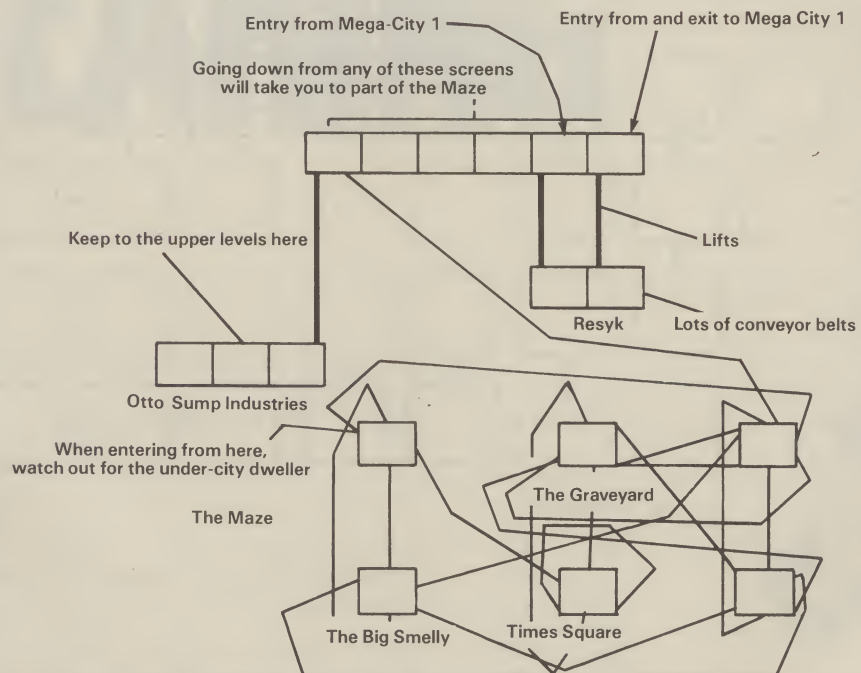 Entry from Mega-City 1
Entry from and exit to Mega City 1
Going down from any of these screens
will take you to part of the Maze
Keep to the upper levels here
Lifts
Resyk
Lots of conveyor belts
Otto Sump Industries
When entering from here,
watch out for the under-city dweller
The Graveyard
The Maze
The Big Smelly
Times Square